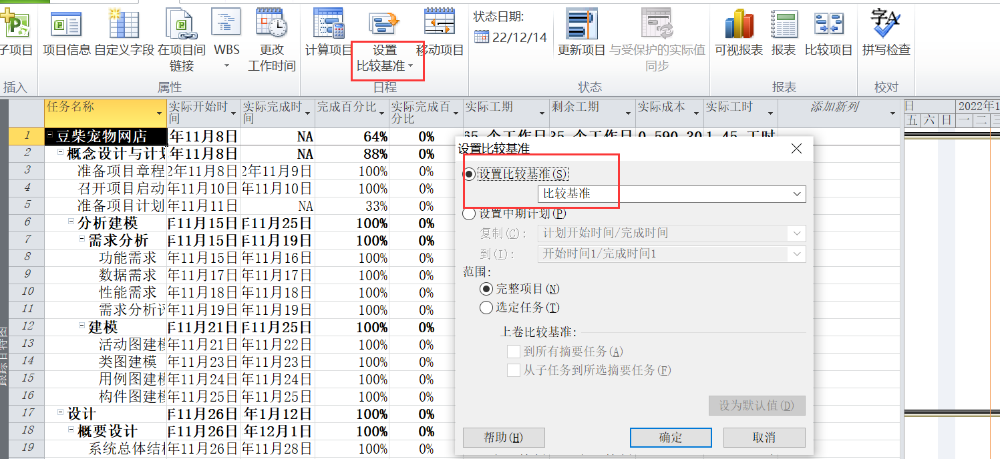 子项目 项目信息 自定义字段 在项目间 WBS 更改 计算项目 设置 移动项目 状态日期: 更新项目 与受保护的实际值 可视报表 报表 比较项目 拼写检查
链接 工作时间 比较基准 22/12/14 同步
插入 属性 日程 状态 报表 校对
任务名称 实际开始时间 实际完成时间 完成百分比 实际完成百分比 实际工期 剩余工期 实际成本 实际工时 添加新列 日 2022年1
五 六 日 一 二 三
1 豆柴宠物网店 年11月8日 NA 64% 0%
2 概念设计与计划 年11月8日 NA 88% 0%
3 准备项目章程 2年11月8日 2年11月9日 100% 0%
4 召开项目启动 年11月10日 年11月10日 100% 0%
5 准备项目计划 年11月11日 NA 33% 0%
6 分析建模 年11月15日 年11月25日 100% 0%
7 需求分析 年11月15日 年11月19日 100% 0%
8 功能需求 年11月15日 年11月16日 100% 0%
9 数据需求 年11月17日 年11月17日 100% 0%
10 性能需求 年11月18日 年11月18日 100% 0%
11 需求分析评 年11月19日 年11月19日 100% 0%
12 建模 年11月21日 年11月25日 100% 0%
13 活动图建模 年11月21日 年11月22日 100% 0%
14 类图建模 年11月23日 年11月23日 100% 0%
15 用例图建模 年11月24日 年11月24日 100% 0%
16 构件图建模 年11月25日 年11月25日 100% 0%
17 设计 年11月26日 年1月12日 100% 0%
18 概要设计 年11月26日 年12月1日 100% 0%
19 系统总体结构 年11月26日 年11月28日 100% 0%
设置比较基准
设置比较基准(S)
比较基准
设置中期计划(P)
复制(C): 计划开始时间/完成时间
到(I): 开始时间1/完成时间1
范围:
完整项目(N)
选定任务(T)
上卷比较基准:
到所有摘要任务(A)
从子任务到所选摘要任务(F)
设为默认值(D)
帮助(H) 确定 取消